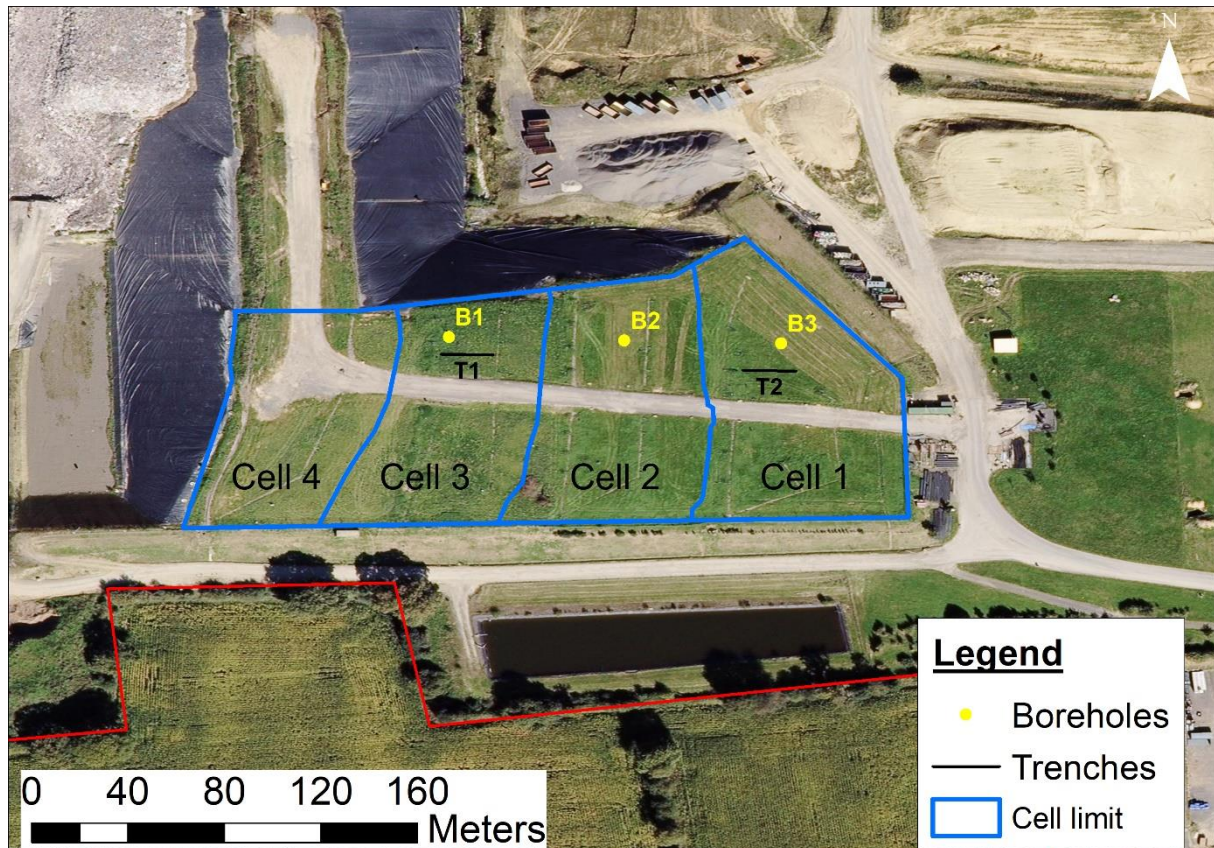 N
B1
B2
B3
T1
T2
Cell 4
Cell 3
Cell 2
Cell 1
Legend
Boreholes
Trenches
Cell limit
0 40 80 120 160
Meters